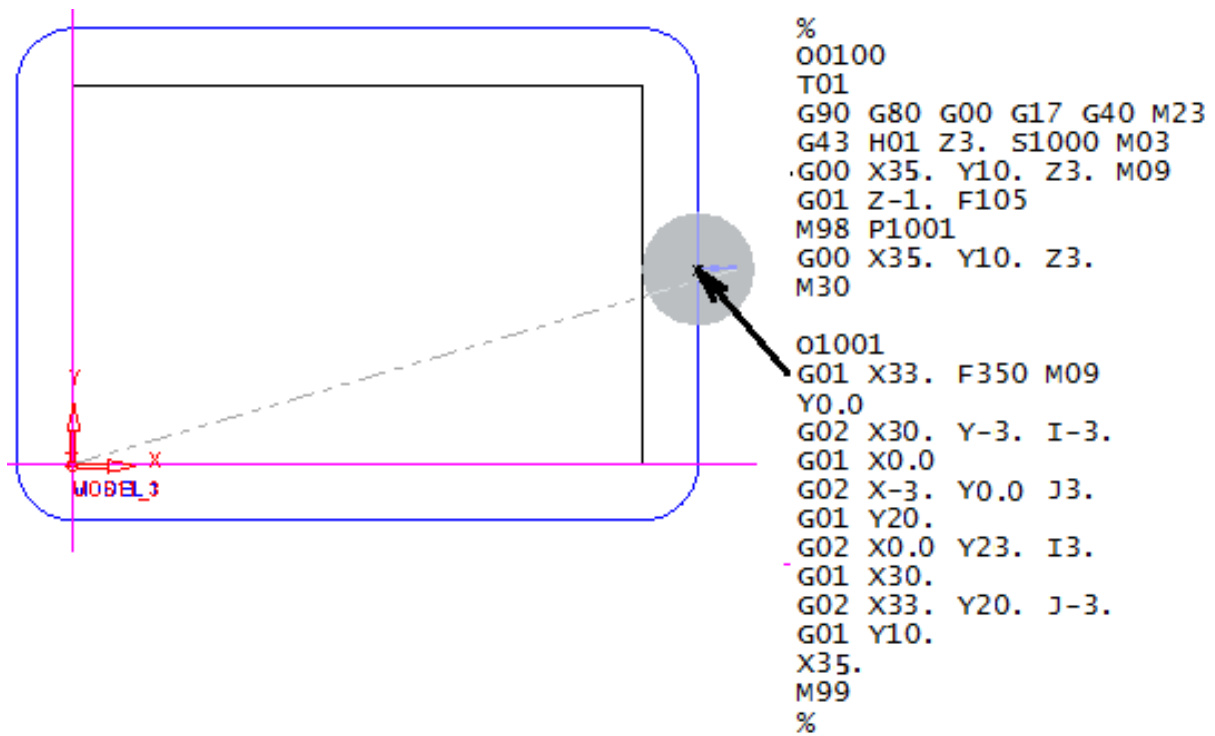 Y
X
%
O0100
T01
G90 G80 G00 G17 G40 M23
G43 H01 Z3. S1000 M03
G00 X35. Y10. Z3. M09
G01 Z-1. F105
M98 P1001
G00 X35. Y10. Z3.
M30
O1001
G01 X33. F350 M09
Y0.0
G02 X30. Y-3. I-3.
G01 X0.0
G02 X-3. Y0.0 J3.
G01 Y20.
G02 X0.0 Y23. I3.
G01 X30.
G02 X33. Y20. J-3.
G01 Y10.
X35.
M99
%